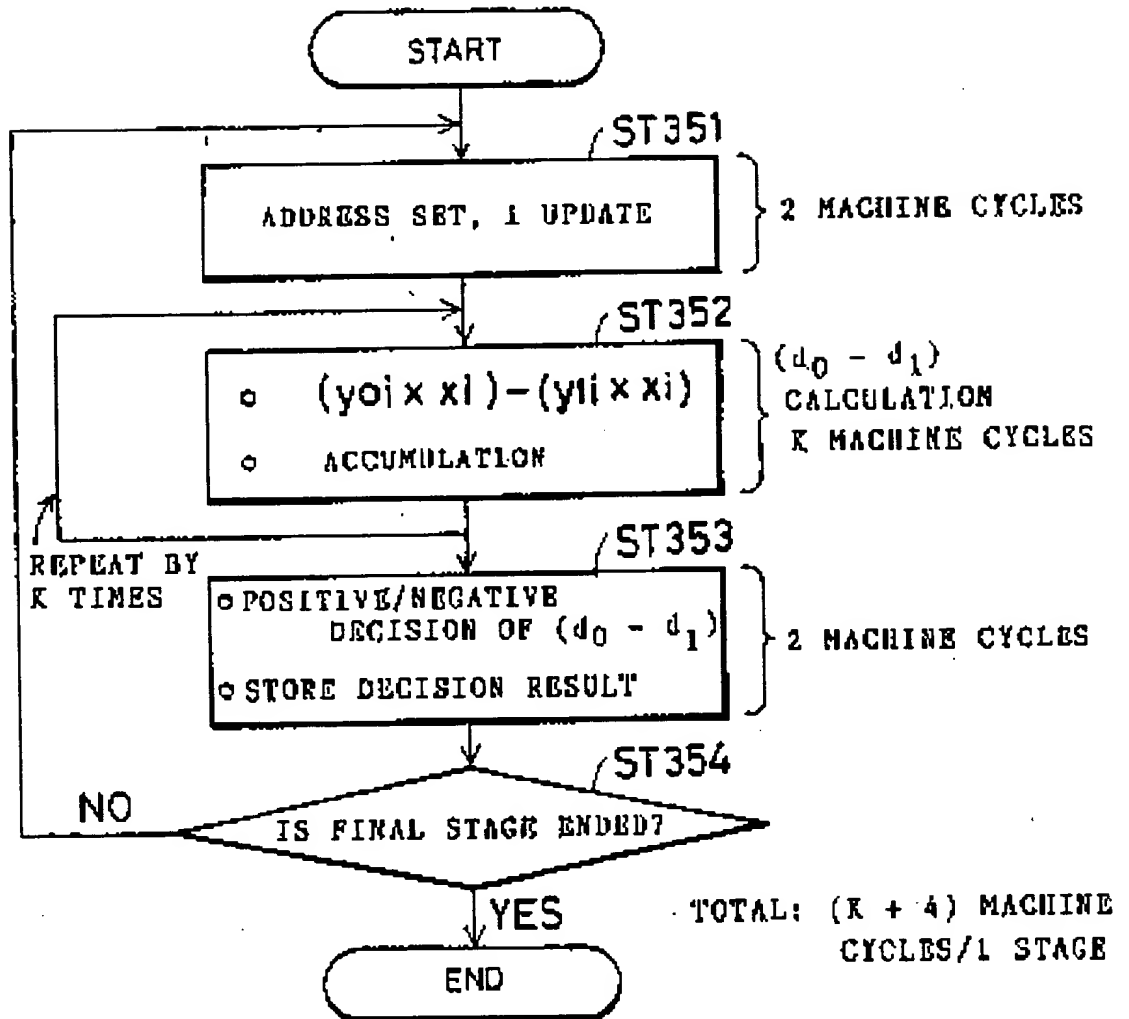 START
ST351
ADDRESS SET, i UPDATE
2 MACHINE CYCLES
ST352
(y0i × xi) − (y1i × xi)
ACCUMULATION
(d0 - d1)
CALCULATION
K MACHINE CYCLES
REPEAT BY
K TIMES
ST353
POSITIVE/NEGATIVE
DECISION OF (d0 - d1)
STORE DECISION RESULT
2 MACHINE CYCLES
ST354
NO
IS FINAL STAGE ENDED?
YES
TOTAL: (K + 4) MACHINE
CYCLES/1 STAGE
END